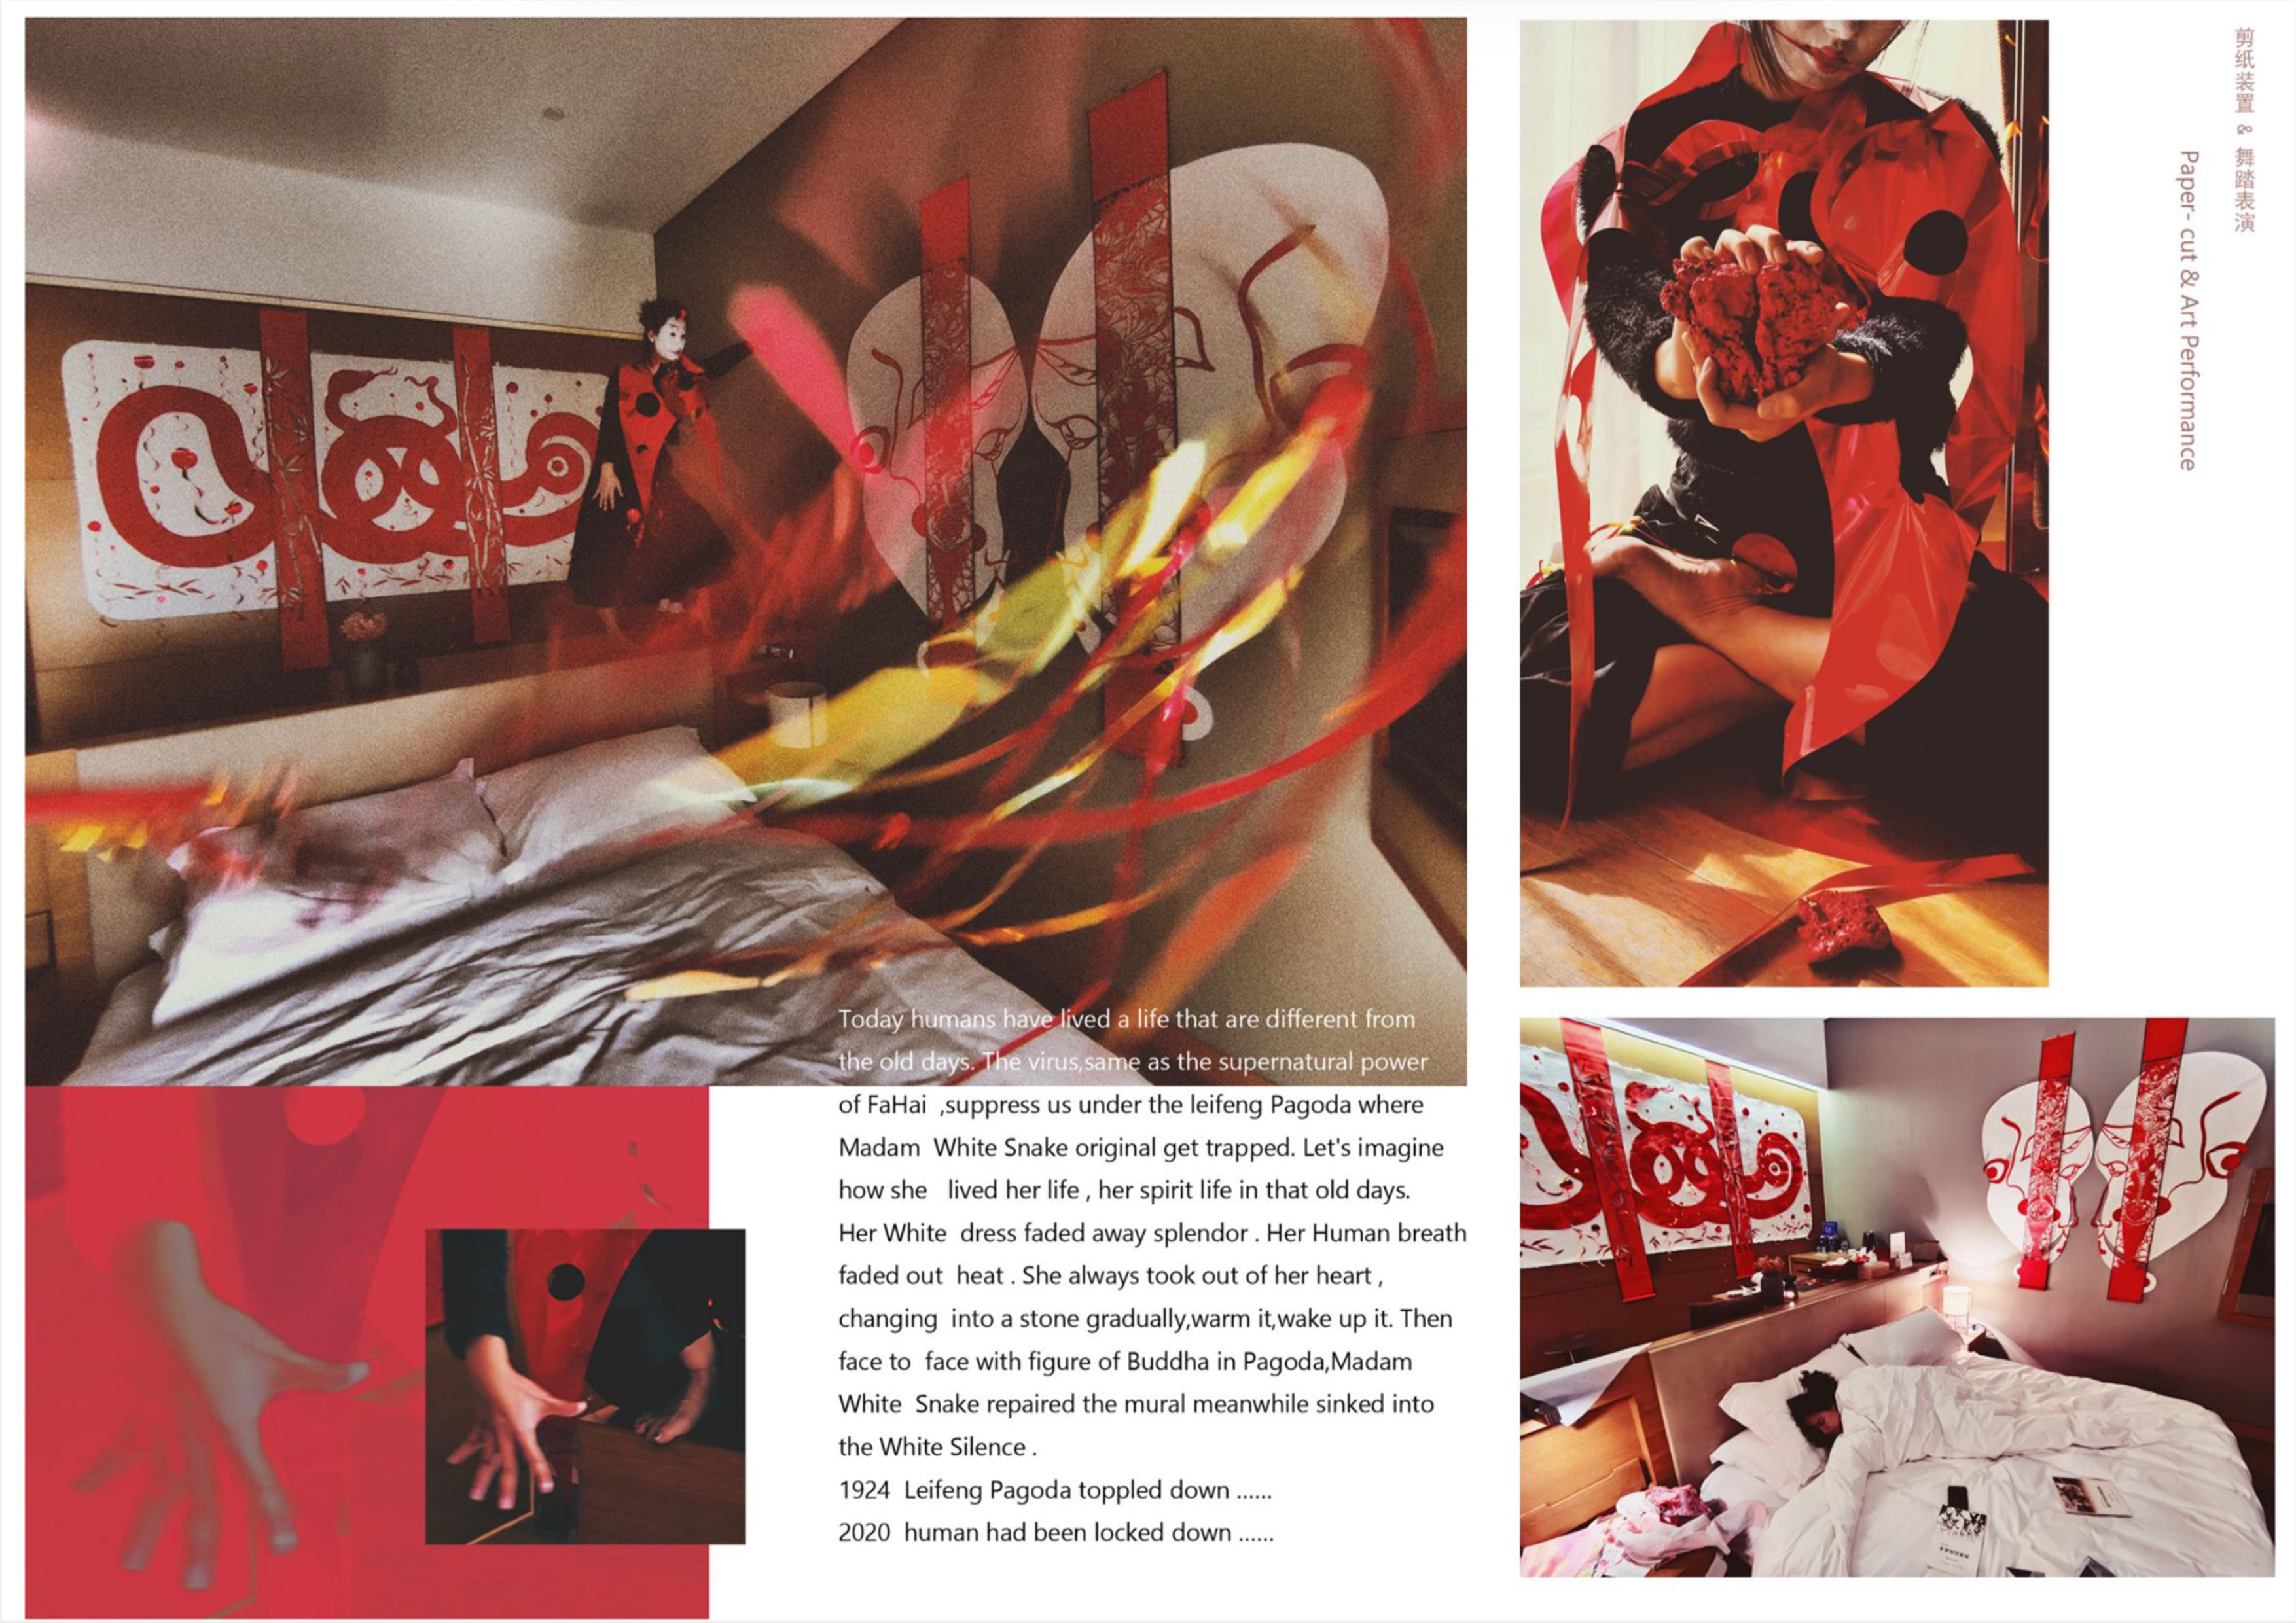 剪纸装置 & 舞踏表演
Paper- cut & Art Performance
Today humans have lived a life that are different from
the old days. The virus,same as the supernatural power
of FaHai ,suppress us under the leifeng Pagoda where
Madam White Snake original get trapped. Let's imagine
how she lived her life , her spirit life in that old days.
Her White dress faded away splendor . Her Human breath
faded out heat . She always took out of her heart ,
changing into a stone gradually,warm it,wake up it. Then
face to face with figure of Buddha in Pagoda,Madam
White Snake repaired the mural meanwhile sinked into
the White Silence .
1924 Leifeng Pagoda toppled down ......
2020 human had been locked down ......